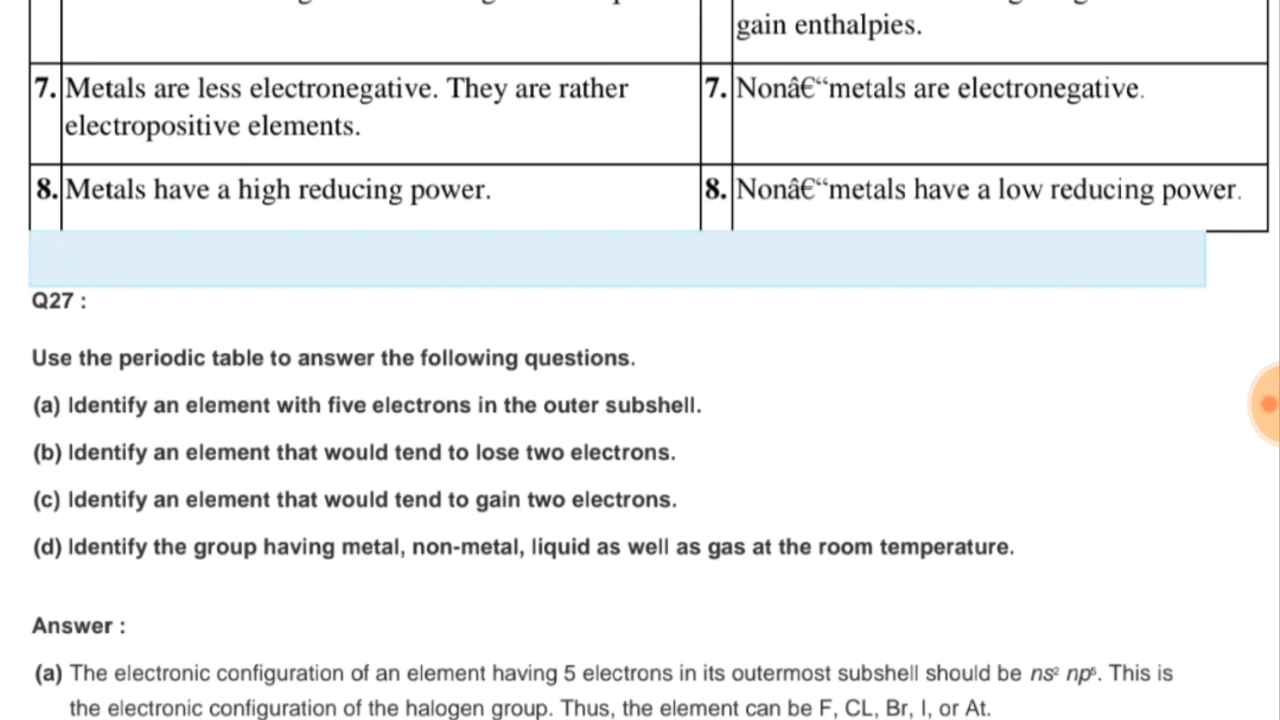 gain enthalpies.
7. Metals are less electronegative. They are rather
electropositive elements.
7. Nonâ€“metals are electronegative.
8. Metals have a high reducing power.
8. Nonâ€“metals have a low reducing power.
Q27 :
Use the periodic table to answer the following questions.
(a) Identify an element with five electrons in the outer subshell.
(b) Identify an element that would tend to lose two electrons.
(c) Identify an element that would tend to gain two electrons.
(d) Identify the group having metal, non-metal, liquid as well as gas at the room temperature.
Answer :
(a) The electronic configuration of an element having 5 electrons in its outermost subshell should be ns² np⁵. This is
the electronic configuration of the halogen group. Thus, the element can be F, CL, Br, I, or At.